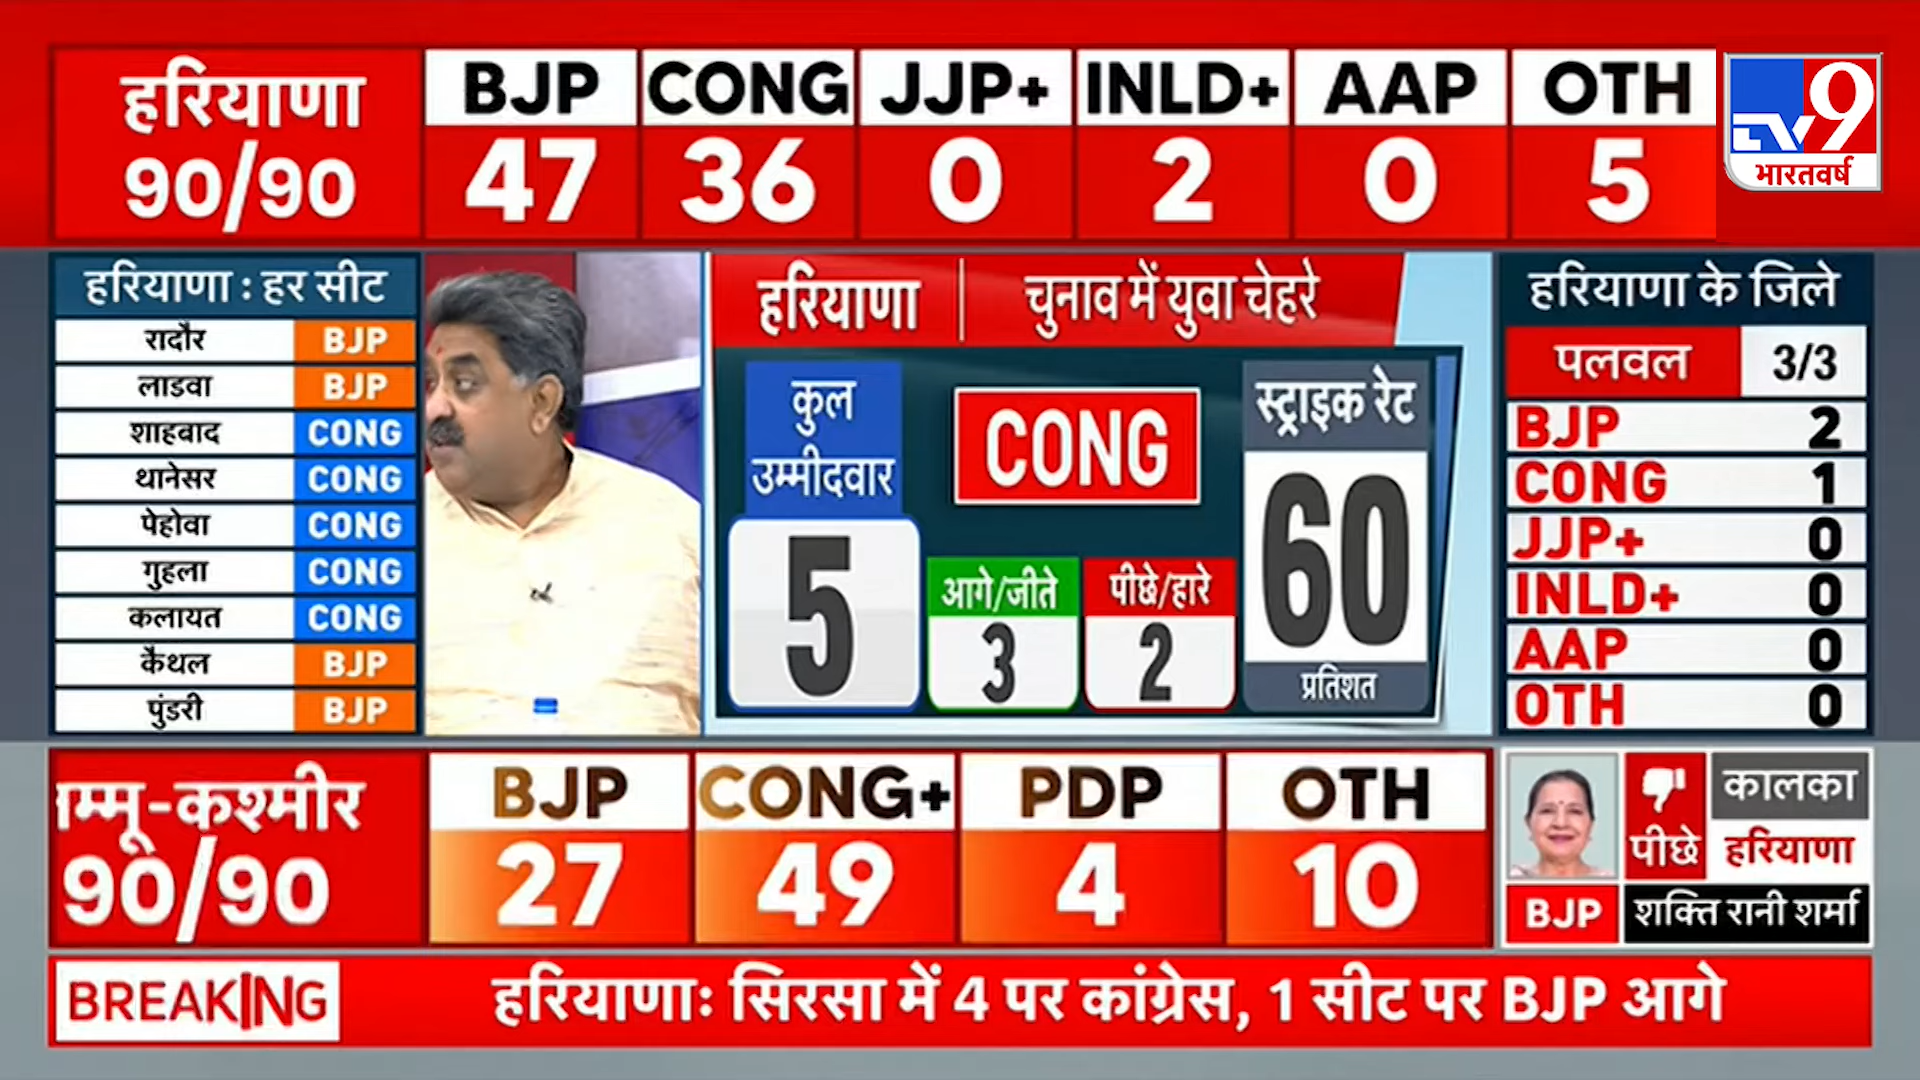 हरियाणा
90/90
BJP CONG JJP+ INLD+ AAP OTH
47 36 0 2 0 5
TV9
भारतवर्ष
हरियाणा : हर सीट
रादौर BJP
लाडवा BJP
शाहवाद CONG
थानेसर CONG
पेहोवा CONG
गुहला CONG
कलायत CONG
कैथल BJP
पुंडरी BJP
हरियाणा चुनाव में युवा चेहरे
कुल
उम्मीदवार
5
CONG
आगे/जीते
3
पीछे/हारे
2
स्ट्राइक रेट
60
प्रतिशत
हरियाणा के जिले
पलवल 3/3
BJP 2
CONG 1
JJP+ 0
INLD+ 0
AAP 0
OTH 0
म्मू-कश्मीर
90/90
BJP CONG+ PDP OTH
27 49 4 10
पीछे
कालका
हरियाणा
BJP शक्ति रानी शर्मा
BREAKING
हरियाणाः सिरसा में 4 पर कांग्रेस, 1 सीट पर BJP आगे